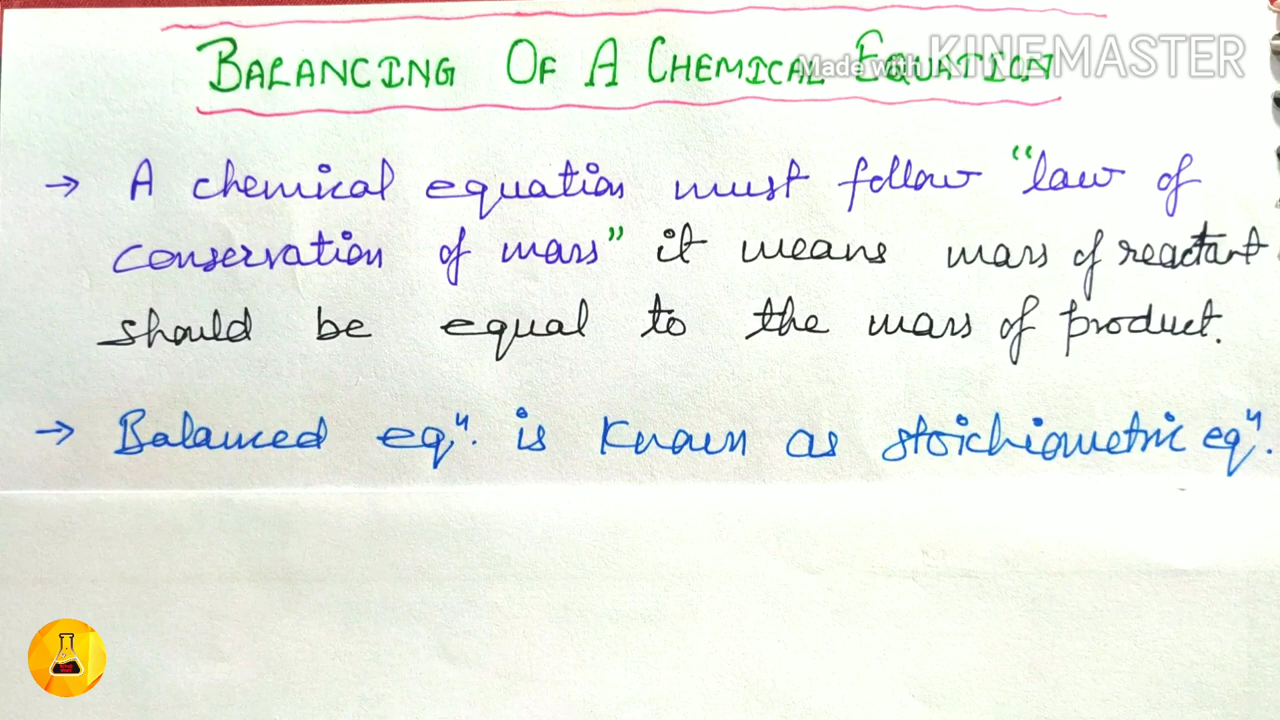 BALANCING OF A CHEMICAL EQUATION
Made with KINEMASTER
→ A chemical equation must follow "law of
conservation of mass" it means mass of reactant
should be equal to the mass of product.
→ Balanced eqn. is known as stoichiometric eqn.